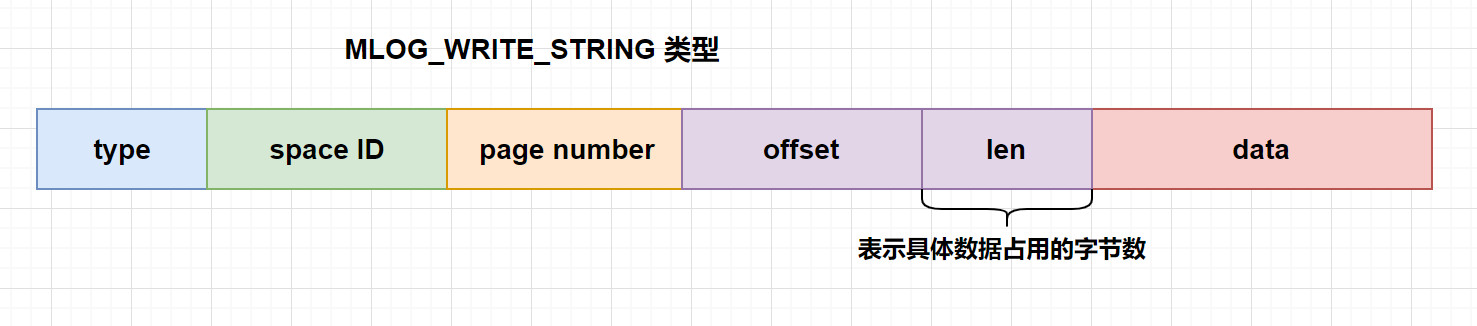 MLOG_WRITE_STRING 类型
type space ID page number offset len data
表示具体数据占用的字节数